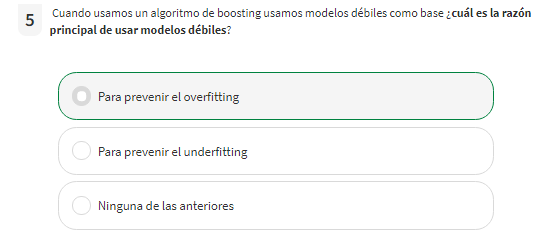 5
Cuando usamos un algoritmo de boosting usamos modelos débiles como base ¿cuál es la razón
principal de usar modelos débiles?
Para prevenir el overfitting
Para prevenir el underfitting
Ninguna de las anteriores